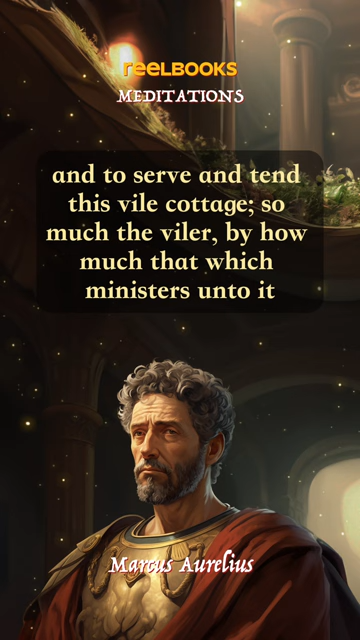 reelbooks
MEDITATIONS
and to serve and tend
this vile cottage; so
much the viler, by how
much that which
ministers unto it
Marcus Aurelius